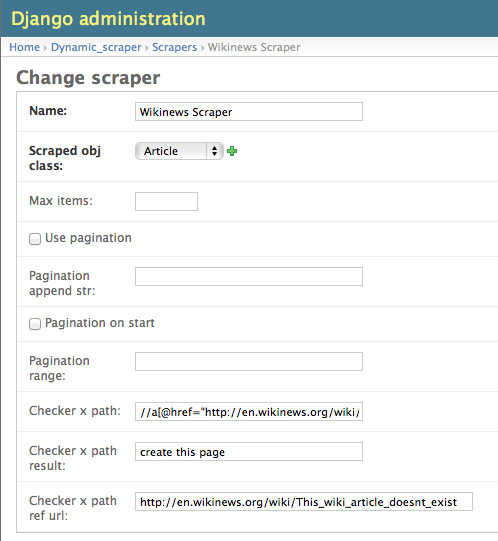 Django administration
Home › Dynamic_scraper › Scrapers › Wikinews Scraper
Change scraper
Name: Wikinews Scraper
Scraped obj
class: Article
Max items:
Use pagination
Pagination
append str:
Pagination on start
Pagination
range:
Checker x path: //a[@href="http://en.wikinews.org/wiki/
Checker x path
result: create this page
Checker x path
ref url: http://en.wikinews.org/wiki/This_wiki_article_doesnt_exist